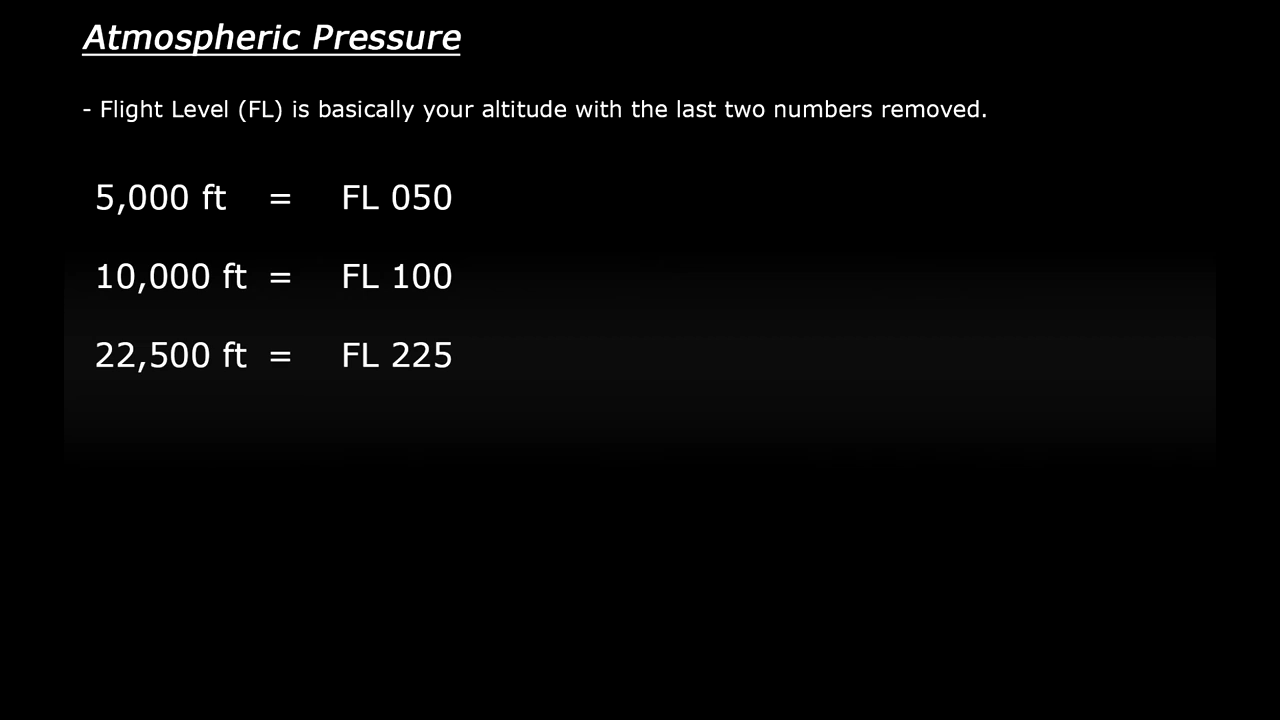 Atmospheric Pressure
- Flight Level (FL) is basically your altitude with the last two numbers removed.
5,000 ft = FL 050
10,000 ft = FL 100
22,500 ft = FL 225